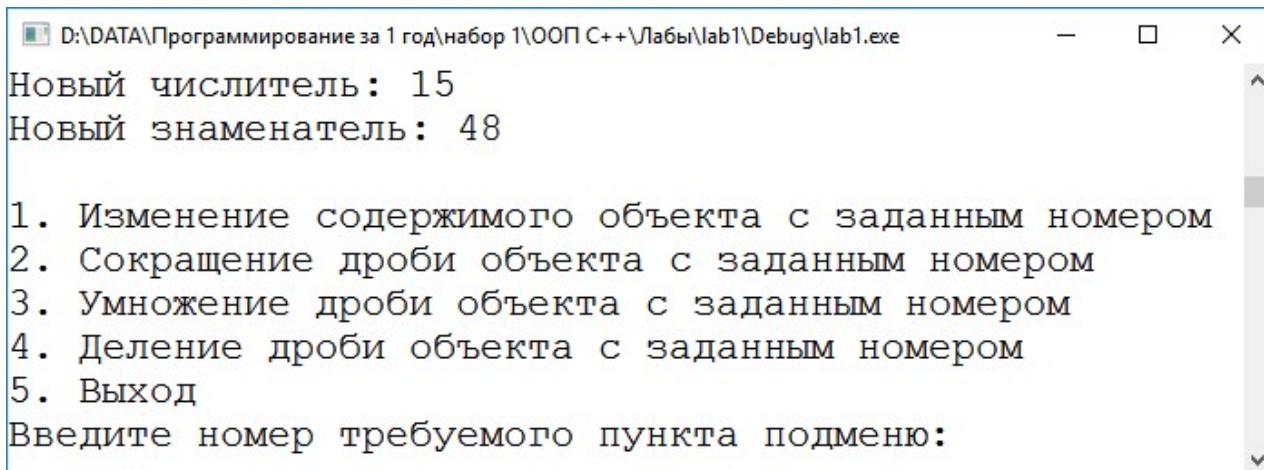 D:\DATA\Программирование за 1 год\набор 1\ООП C++\Лабы\lab1\Debug\lab1.exe
Новый числитель: 15
Новый знаменатель: 48
1. Изменение содержимого объекта с заданным номером
2. Сокращение дроби объекта с заданным номером
3. Умножение дроби объекта с заданным номером
4. Деление дроби объекта с заданным номером
5. Выход
Введите номер требуемого пункта подменю: